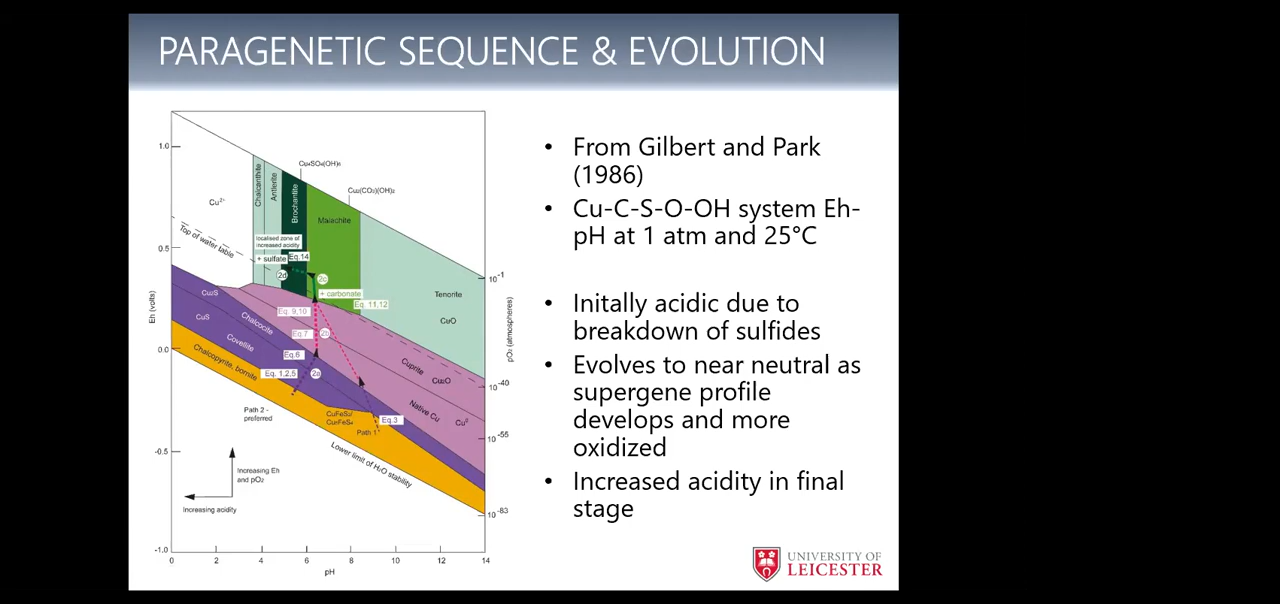 PARAGENETIC SEQUENCE & EVOLUTION
1.0
0.5
0.0
-0.5
-1.0
Eh (volts)
0
2
4
6
8
10
12
14
pH
10⁻¹
10⁻⁴⁰
10⁻⁵⁵
10⁻⁸³
pO₂ (atmospheres)
Cu₄SO₄(OH)₆
Cu₂(CO₃)(OH)₂
Cu²⁺
Chalcanthite
Antlerite
Brochantite
Malachite
Top of water table
localised zone of
increased acidity
+ sulfate
Eq.14
2d
2c
+ carbonate
Eq. 11,12
Tenorite
CuO
Cu₂S
CuS
Chalcocite
Covellite
Chalcopyrite, bornite
Eq. 9,10
Eq.7
2b
Eq.6
Eq. 1,2,5
2a
Cuprite
Cu₂O
Native Cu
Path 2 -
preferred
CuFeS₂/
Cu₅FeS₄
Path 1
Eq.3
Lower limit of H₂O stability
Increasing Eh
and pO₂
Increasing acidity
• From Gilbert and Park
(1986)
• Cu-C-S-O-OH system Eh-
pH at 1 atm and 25°C
• Initally acidic due to
breakdown of sulfides
• Evolves to near neutral as
supergene profile
develops and more
oxidized
• Increased acidity in final
stage
UNIVERSITY OF
LEICESTER